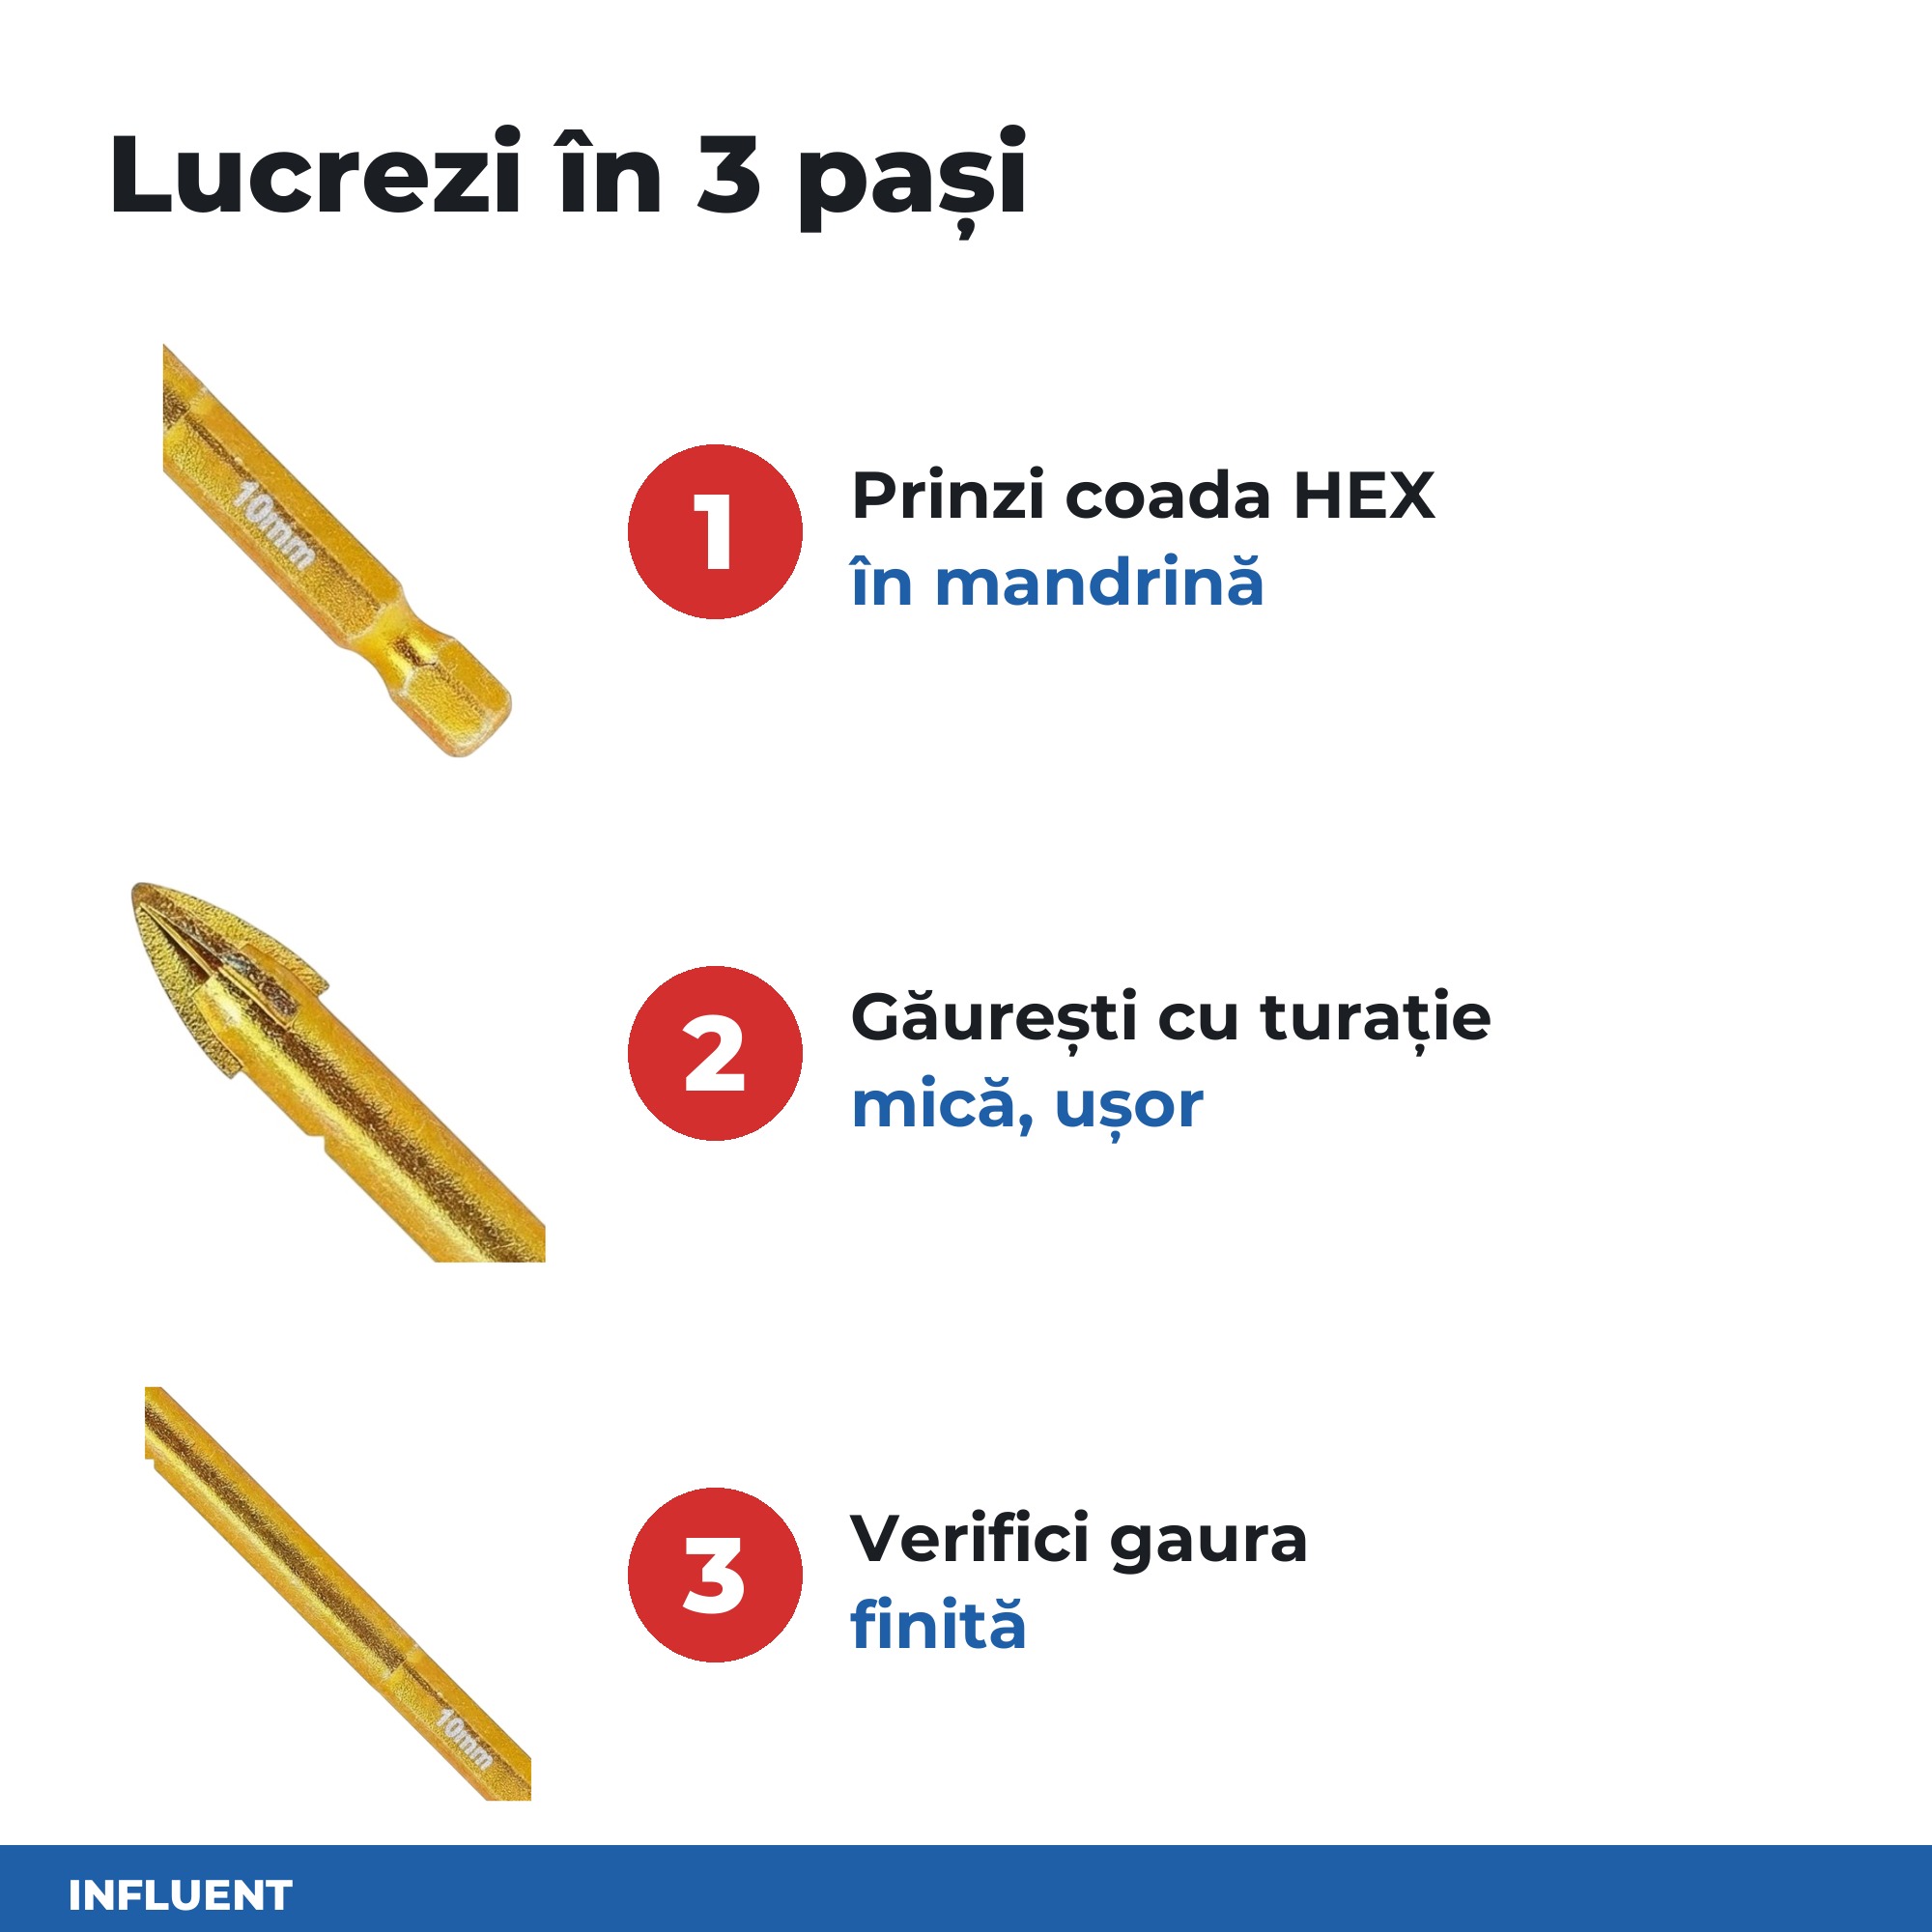 Lucrezi în 3 pași
10mm
1
Prinzi coada HEX
în mandrină
2
Găurești cu turație
mică, ușor
3
Verifici gaura
finită
10mm
INFLUENT